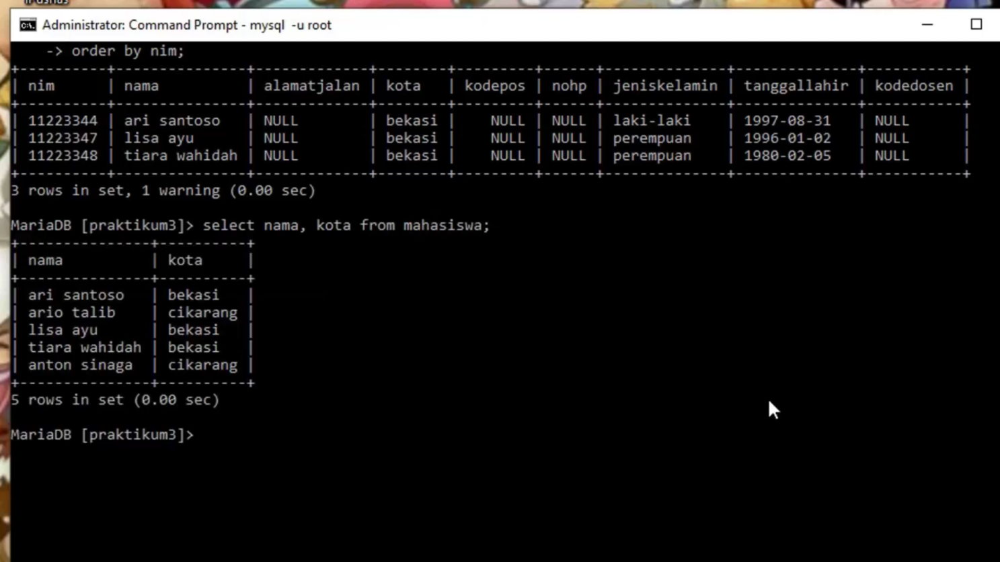 Administrator: Command Prompt - mysql  -u root
    -> order by nim;
+----------+---------------+-------------+--------+---------+------+--------------+--------------+-----------+
| nim      | nama          | alamatjalan | kota   | kodepos | nohp | jeniskelamin | tanggallahir | kodedosen |
+----------+---------------+-------------+--------+---------+------+--------------+--------------+-----------+
| 11223344 | ari santoso   | NULL        | bekasi |    NULL | NULL | laki-laki    | 1997-08-31   | NULL      |
| 11223347 | lisa ayu      | NULL        | bekasi |    NULL | NULL | perempuan    | 1996-01-02   | NULL      |
| 11223348 | tiara wahidah | NULL        | bekasi |    NULL | NULL | perempuan    | 1980-02-05   | NULL      |
+----------+---------------+-------------+--------+---------+------+--------------+--------------+-----------+
3 rows in set, 1 warning (0.00 sec)
MariaDB [praktikum3]> select nama, kota from mahasiswa;
+---------------+----------+
| nama          | kota     |
+---------------+----------+
| ari santoso   | bekasi   |
| ario talib    | cikarang |
| lisa ayu      | bekasi   |
| tiara wahidah | bekasi   |
| anton sinaga  | cikarang |
+---------------+----------+
5 rows in set (0.00 sec)
MariaDB [praktikum3]>